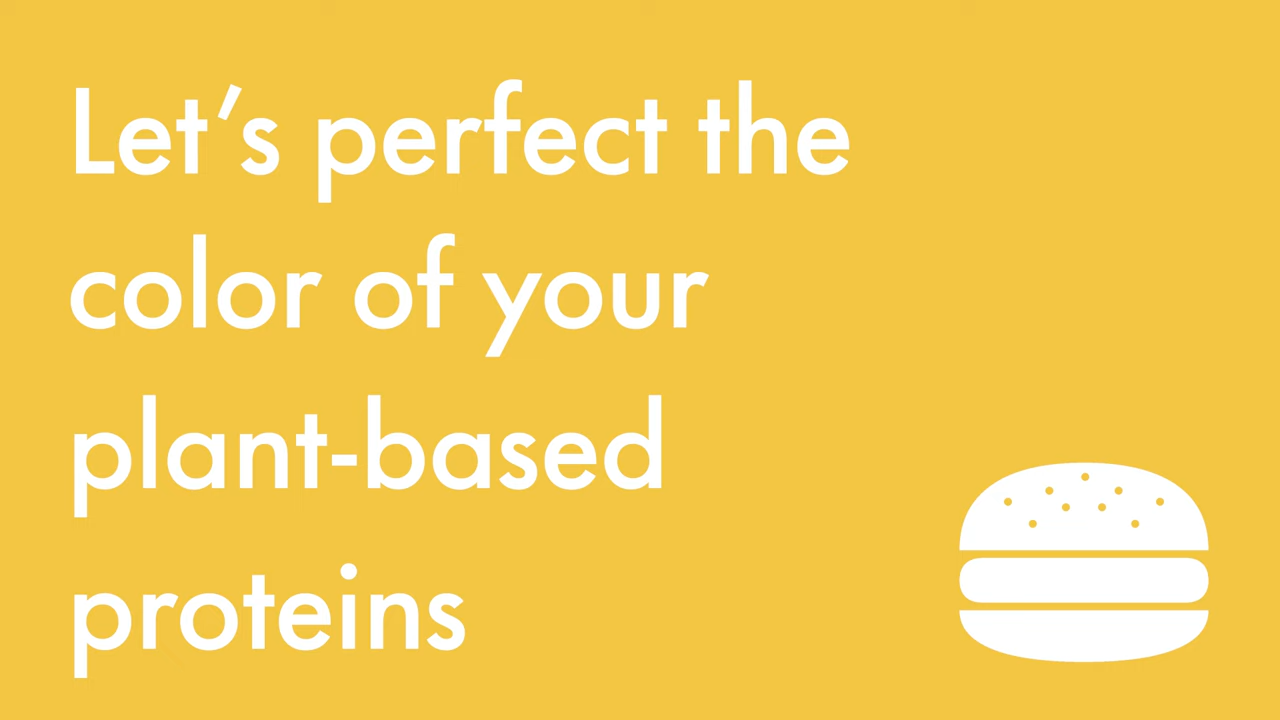 Let’s perfect the
color of your
plant-based
proteins